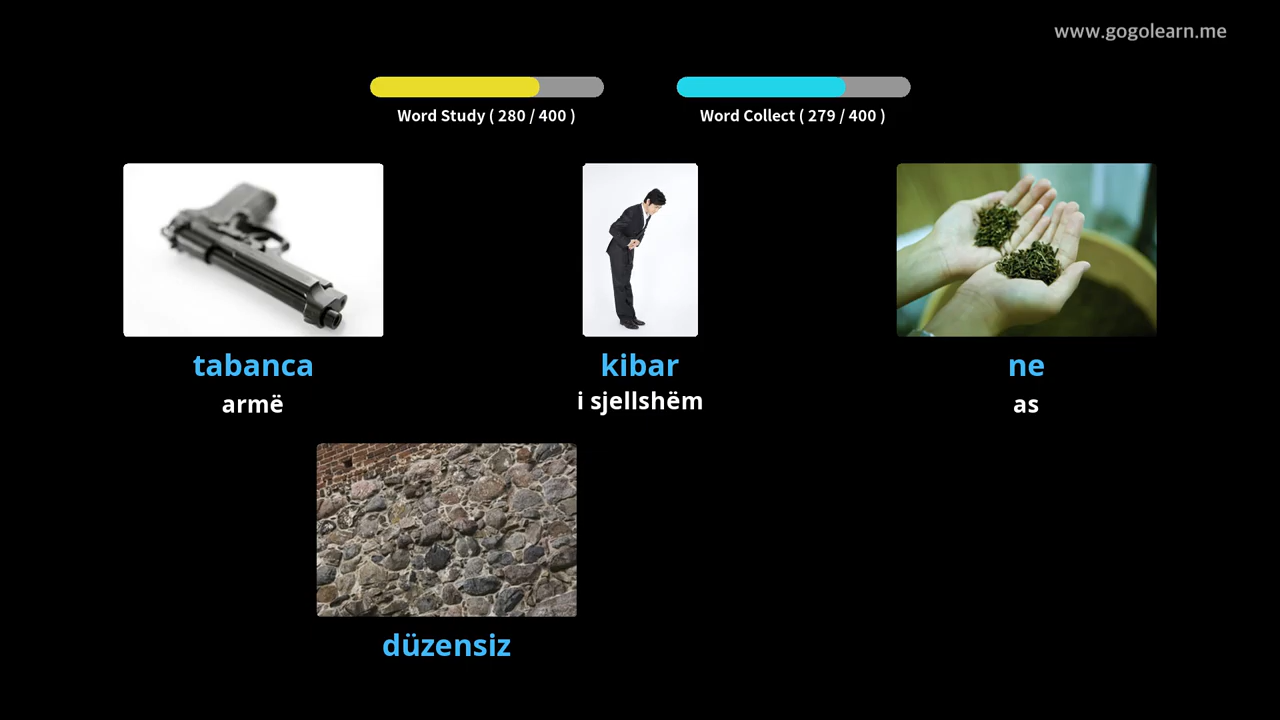 www.gogolearn.me
Word Study ( 280 / 400 )
Word Collect ( 279 / 400 )
tabanca
armë
kibar
i sjellshëm
ne
as
düzensiz